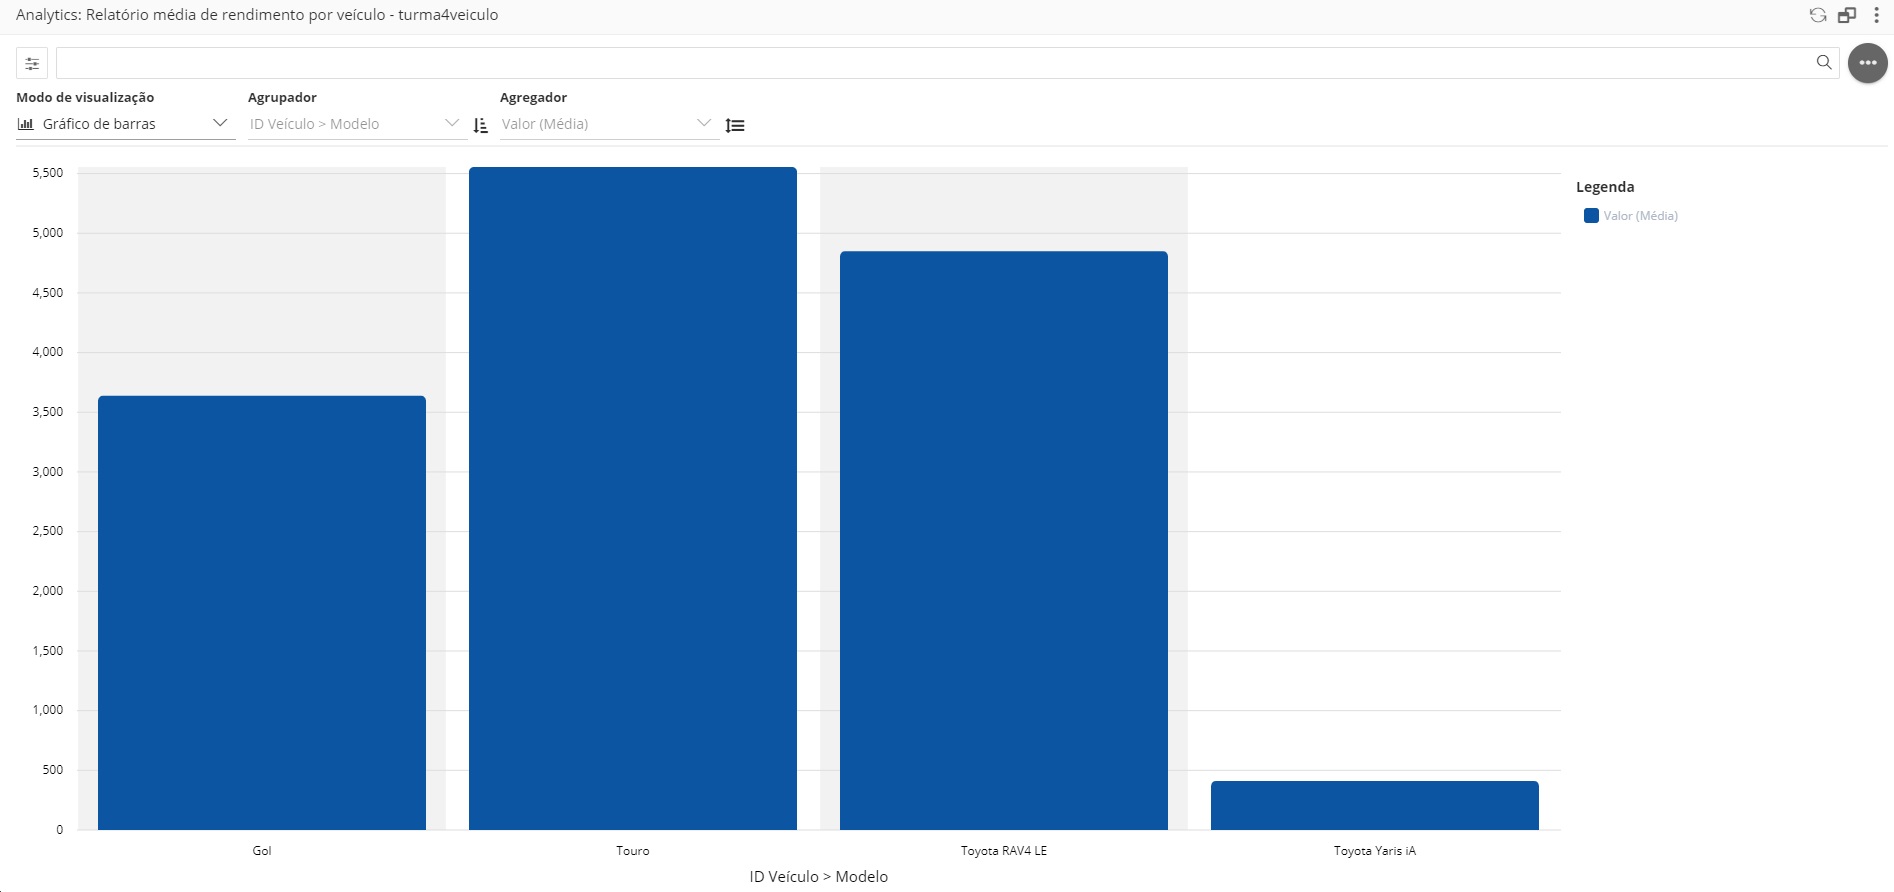 Analytics: Relatório média de rendimento por veículo - turma4veiculo
Modo de visualização
Agrupador
Agregador
Gráfico de barras
ID Veículo > Modelo
Valor (Média)
5,500
5,000
4,500
4,000
3,500
3,000
2,500
2,000
1,500
1,000
500
0
Legenda
Valor (Média)
Gol
Touro
Toyota RAV4 LE
Toyota Yaris iA
ID Veículo > Modelo